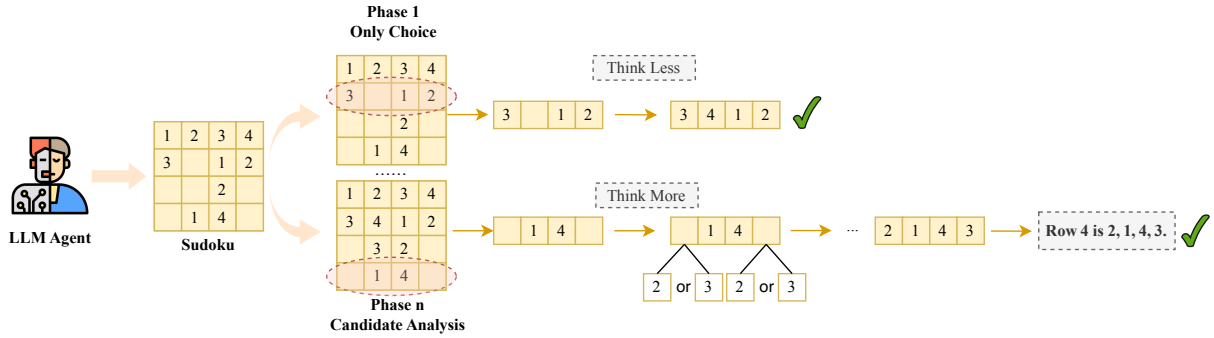 Phase 1
Only Choice
1 2 3 4
3 1 2
2
1 4
......
Think Less
3 1 2
3 4 1 2
LLM Agent
1 2 3 4
3 1 2
2
1 4
Sudoku
1 2 3 4
3 4 1 2
3 2
1 4
Phase n
Candidate Analysis
Think More
1 4
1 4
2 or 3 2 or 3
...
2 1 4 3
Row 4 is 2, 1, 4, 3.